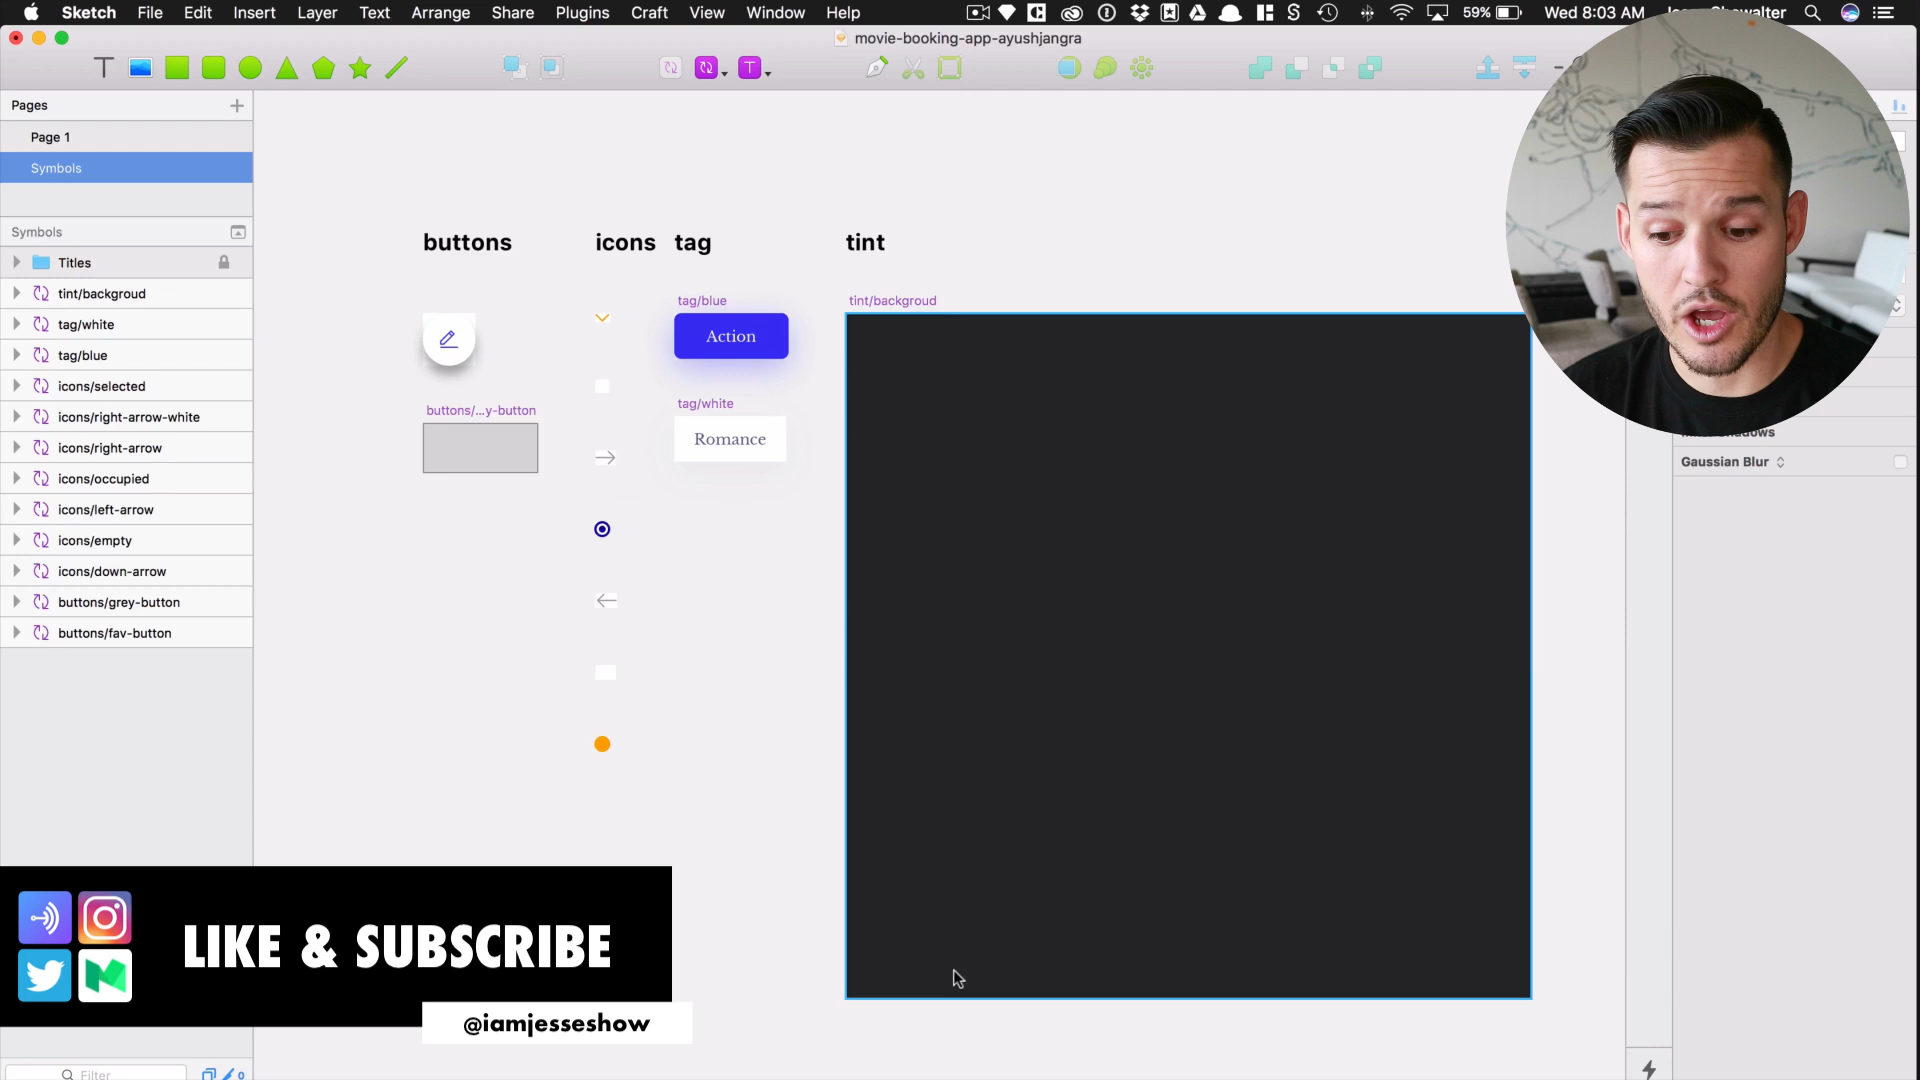 Sketch File Edit Insert Layer Text Arrange Share Plugins Craft View Window Help
59% Wed 8:03 AM
movie-booking-app-ayushjangra
Pages
Page 1
Symbols
Symbols
Titles
tint/backgroud
tag/white
tag/blue
icons/selected
icons/right-arrow-white
icons/right-arrow
icons/occupied
icons/left-arrow
icons/empty
icons/down-arrow
buttons/grey-button
buttons/fav-button
Filter
0
buttons
icons
tag
tint
tag/blue
Action
tag/white
Romance
buttons/...y-button
tint/backgroud
Gaussian Blur
LIKE & SUBSCRIBE
@iamjesseshow